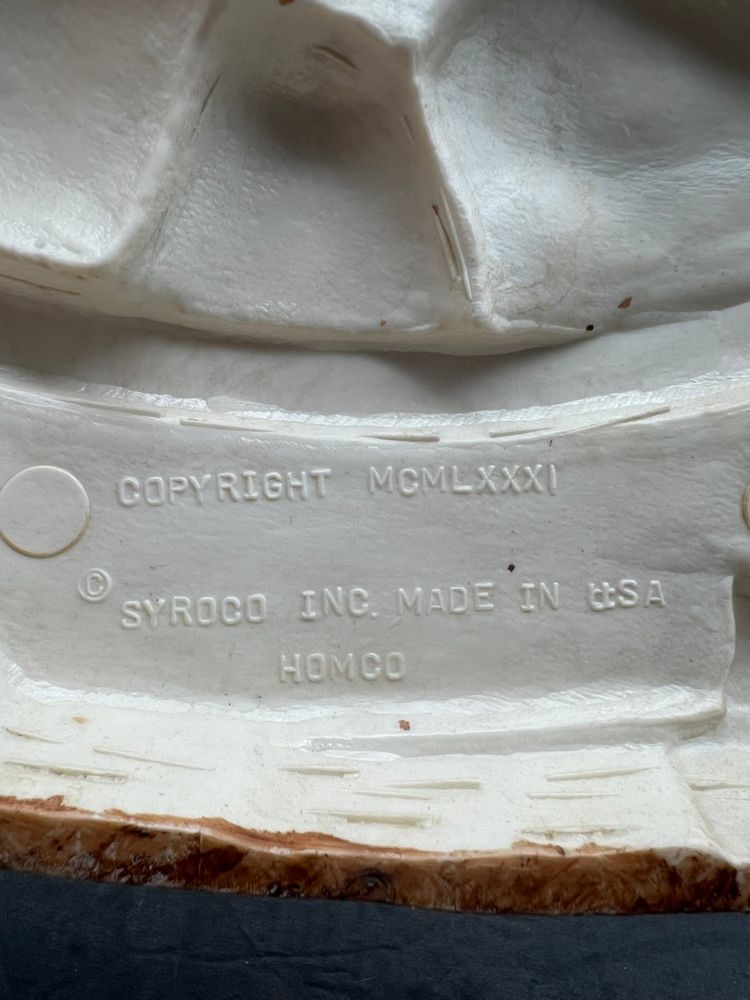 COPYRIGHT MCMLXXXI
© SYROCO INC. MADE IN USA
HOMCO